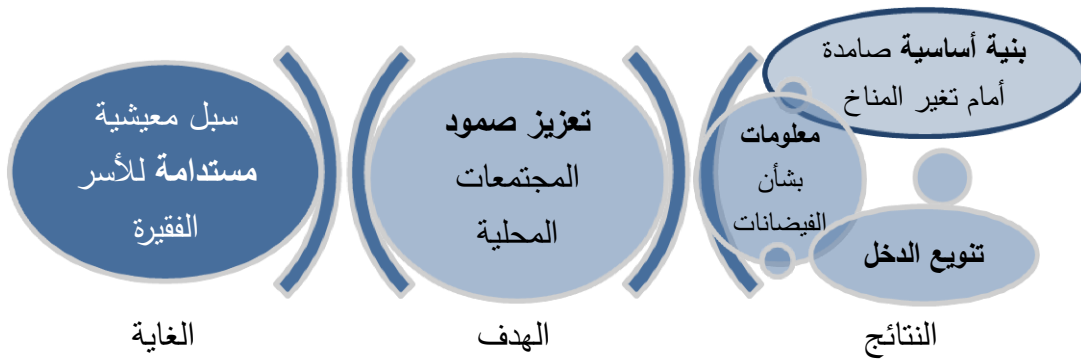 بنية أساسية صامدة
أمام تغير المناخ
معلومات
بشأن
الفيضانات
تنويع الدخل
النتائج
تعزيز صمود
المجتمعات
المحلية
الهدف
سبل معيشية
مستدامة للأسر
الفقيرة
الغاية